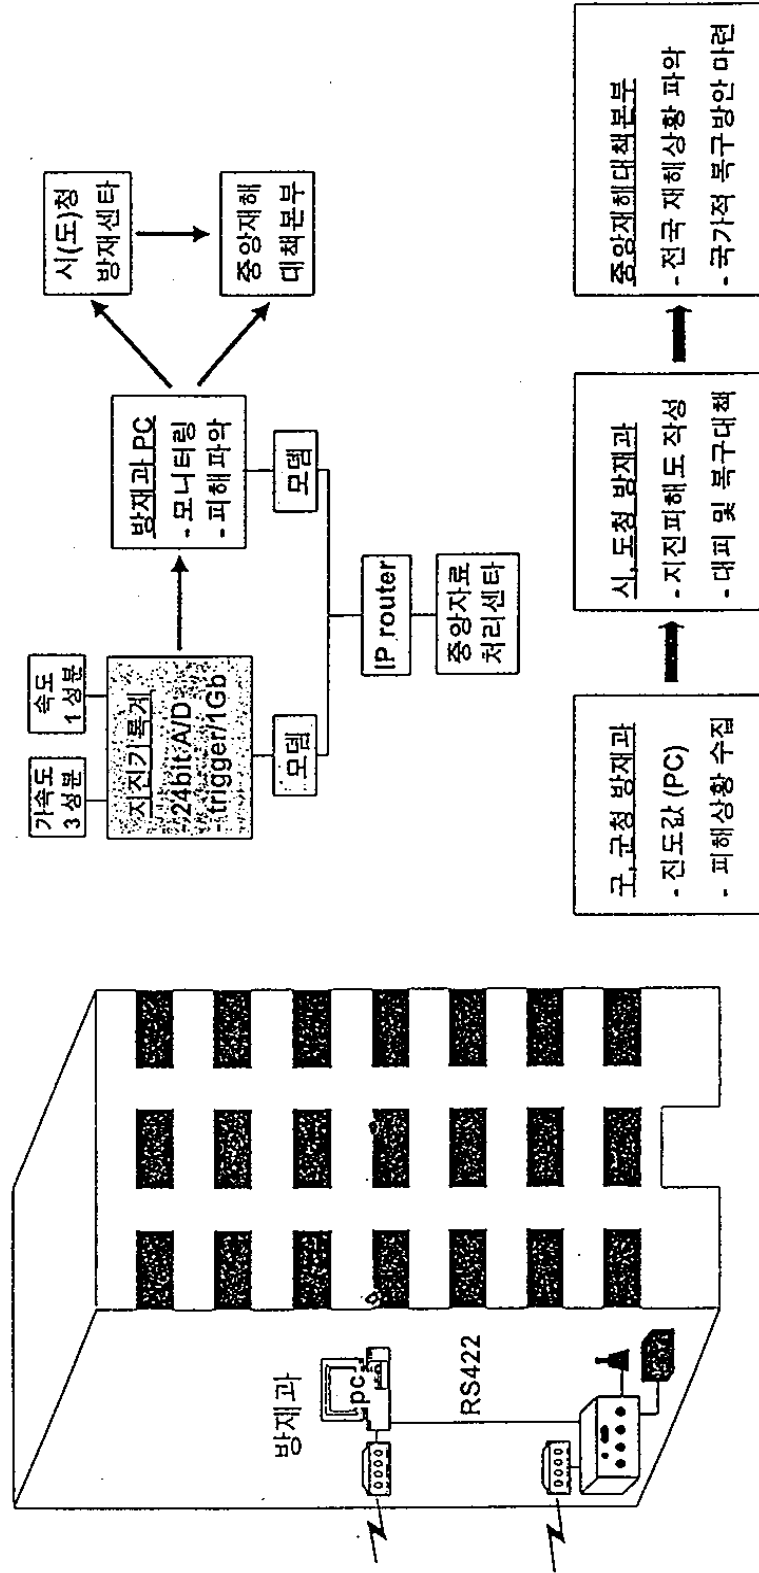 방재과
pc
RS422
가속도
3성분
속도
1성분
지진기록계
- 24bit A/D
- trigger/1Gb
방재과 PC
- 모니터링
- 피해파악
시(도)청
방재센타
중앙재해
대책본부
모뎀
모뎀
IP router
중앙자료
처리센타
구, 군청 방재과
- 진도값 (PC)
- 피해상황 수집
시, 도청 방재과
- 지진피해도 작성
- 대피 및 복구대책
중앙재해대책본부
- 전국 재해상황 파악
- 국가적 복구방안 마련